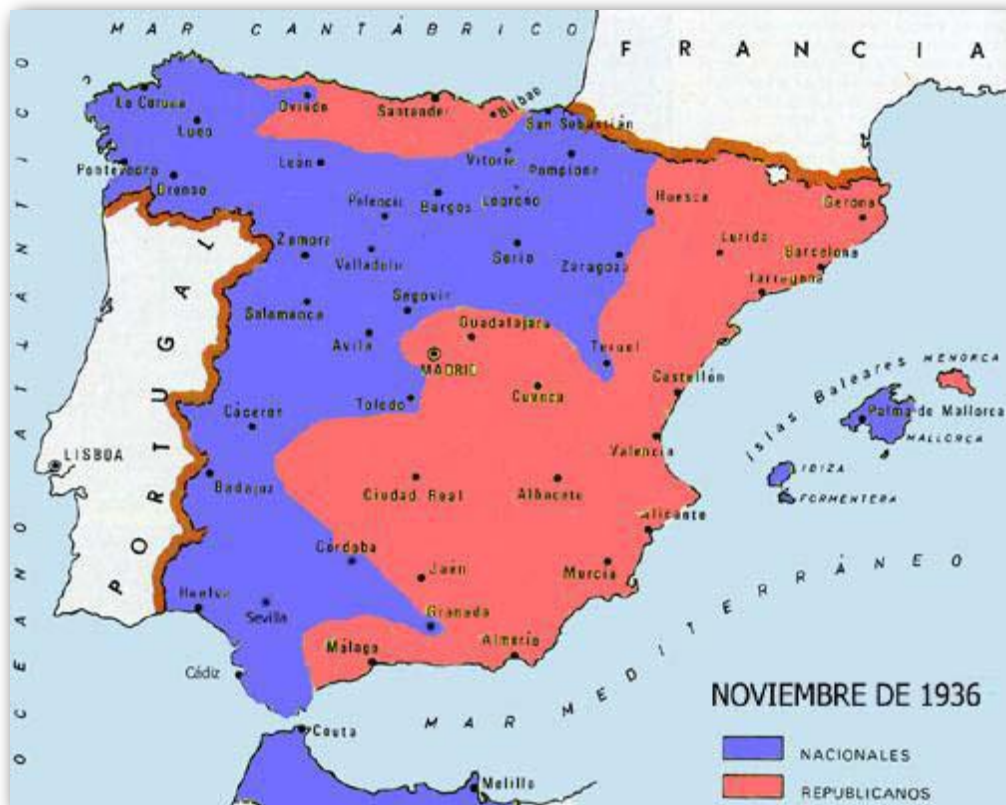 MAR CANTÁBRICO
FRANCIA
OCÉANO ATLÁNTICO
La Coruña
Lugo
Oviedo
Santander
Bilbao
San Sebastián
Pontevedra
Orense
León
Vitoria
Pamplona
Palencia
Burgos
Logroño
Huesca
Gerona
Zamora
Valladolid
Soria
Zaragoza
Lerida
Barcelona
Tarragona
Salamanca
Segovia
Avila
Guadalajara
MADRID
Teruel
PORTUGAL
LISBOA
Cáceres
Toledo
Cuenca
Castellón
Valencia
Islas Baleares
MENORCA
Palma de Mallorca
MALLORCA
IBIZA
FORMENTERA
Badajoz
Ciudad Real
Albacete
Alicante
Córdoba
Jaén
Murcia
Huelva
Sevilla
Granada
Málaga
Almería
Cádiz
MAR MEDITERRÁNEO
Ceuta
Melilla
NOVIEMBRE DE 1936
NACIONALES
REPUBLICANOS